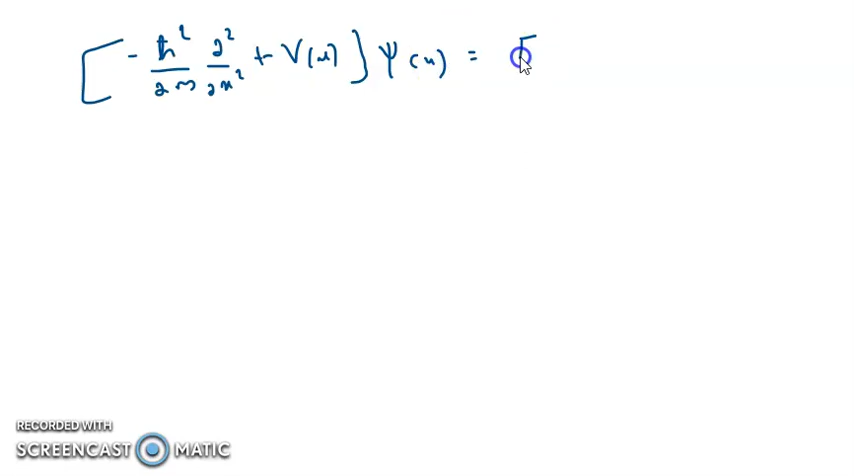 [ - ħ²/2m ∂²/∂x² + V(x) ] Ψ(x) =
RECORDED WITH
SCREENCAST MATIC